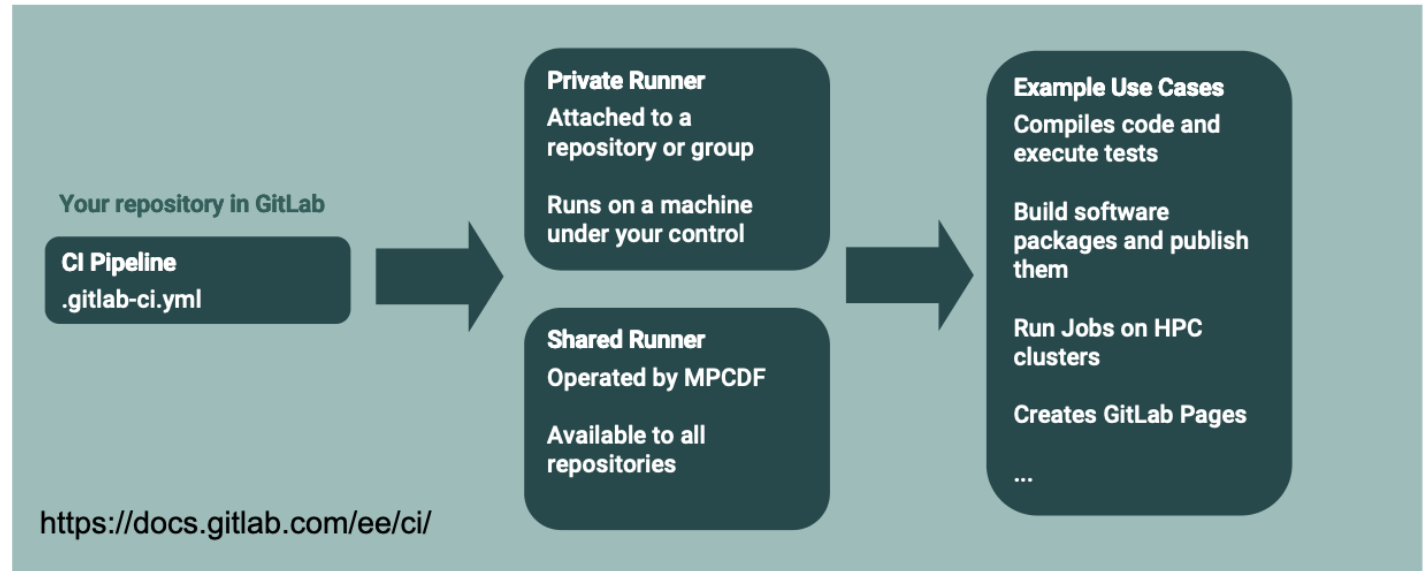 Your repository in GitLab
CI Pipeline
.gitlab-ci.yml
Private Runner
Attached to a
repository or group
Runs on a machine
under your control
Shared Runner
Operated by MPCDF
Available to all
repositories
Example Use Cases
Compiles code and
execute tests
Build software
packages and publish
them
Run Jobs on HPC
clusters
Creates GitLab Pages
...
https://docs.gitlab.com/ee/ci/